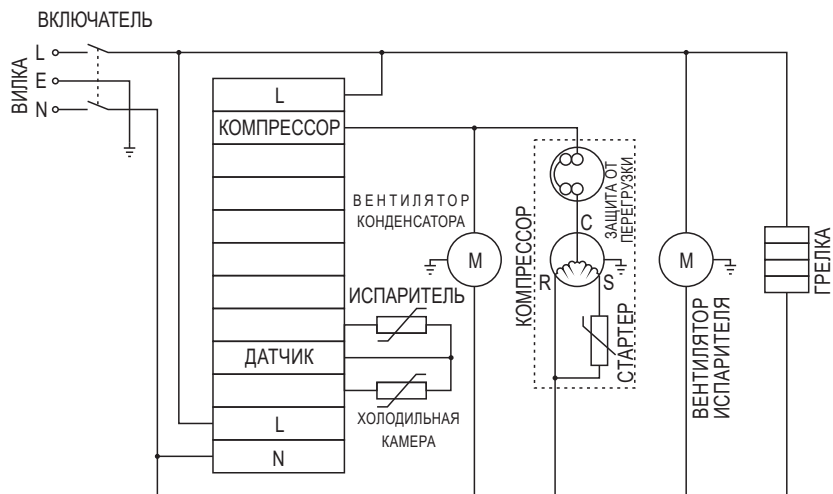 ВКЛЮЧАТЕЛЬ
ВИЛКА
L
E
N
L
КОМПРЕССОР
ВЕНТИЛЯТОР
КОНДЕНСАТОРА
M
ИСПАРИТЕЛЬ
ДАТЧИК
ХОЛОДИЛЬНАЯ
КАМЕРА
L
N
КОМПРЕССОР
ЗАЩИТА ОТ
ПЕРЕГРУЗКИ
C
R
S
СТАРТЕР
M
ВЕНТИЛЯТОР
ИСПАРИТЕЛЯ
ГРЕЛКА